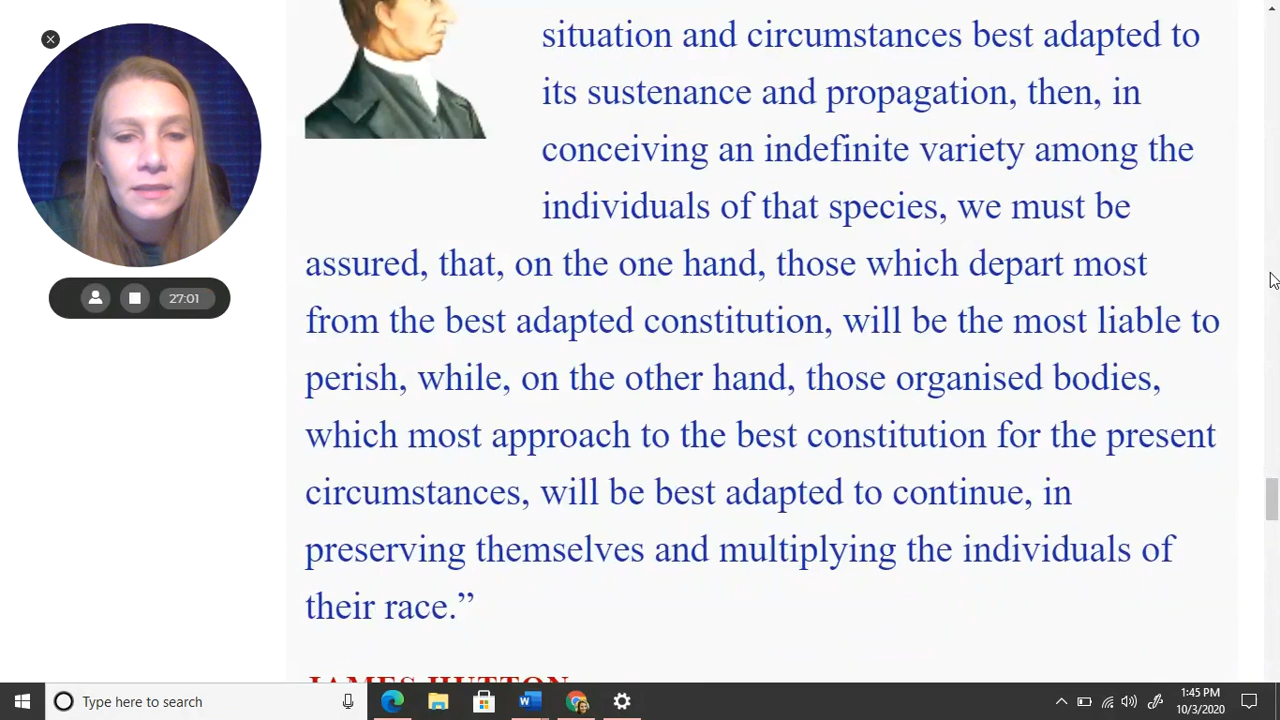 situation and circumstances best adapted to
its sustenance and propagation, then, in
conceiving an indefinite variety among the
individuals of that species, we must be
assured, that, on the one hand, those which depart most
from the best adapted constitution, will be the most liable to
perish, while, on the other hand, those organised bodies,
which most approach to the best constitution for the present
circumstances, will be best adapted to continue, in
preserving themselves and multiplying the individuals of
their race.”
JAMES HUTTON
27:01
Type here to search
1:45 PM
10/3/2020